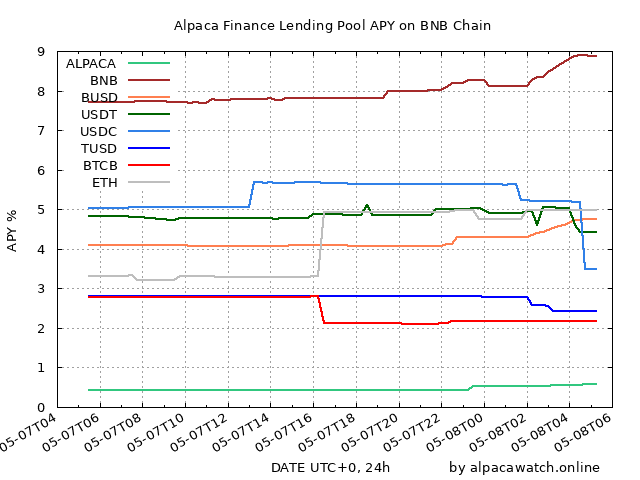 Alpaca Finance Lending Pool APY on BNB Chain
APY %
9
8
7
6
5
4
3
2
1
0
ALPACA
BNB
BUSD
USDT
USDC
TUSD
BTCB
ETH
05-07T04
05-07T06
05-07T08
05-07T10
05-07T12
05-07T14
05-07T16
05-07T18
05-07T20
05-07T22
05-08T00
05-08T02
05-08T04
05-08T06
DATE UTC+0, 24h
by alpacawatch.online